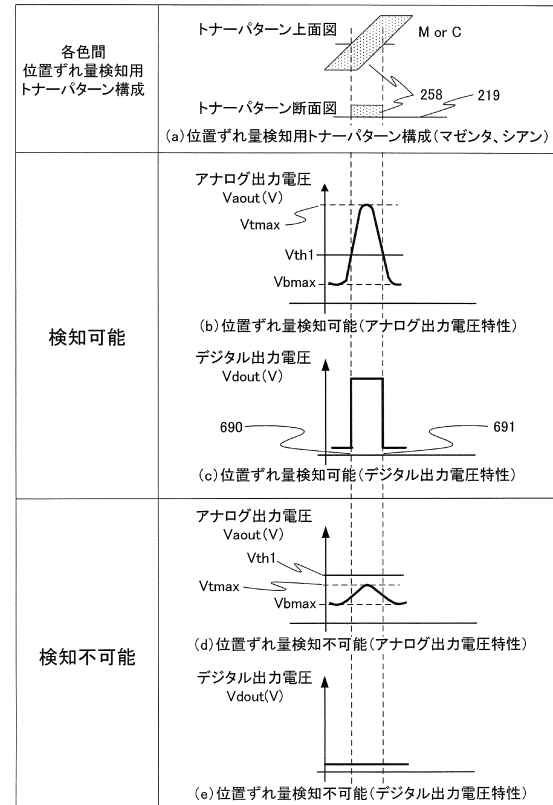 各色間
位置ずれ量検知用
トナーパターン構成
トナーパターン上面図
M or C
トナーパターン断面図
258
219
(a)位置ずれ量検知用トナーパターン構成(マゼンタ、シアン)
検知可能
アナログ出力電圧
Vaout(V)
Vtmax
Vth1
Vbmax
(b)位置ずれ量検知可能(アナログ出力電圧特性)
デジタル出力電圧
Vdout(V)
690
691
(c)位置ずれ量検知可能(デジタル出力電圧特性)
検知不可能
アナログ出力電圧
Vaout(V)
Vth1
Vtmax
Vbmax
(d)位置ずれ量検知不可能(アナログ出力電圧特性)
デジタル出力電圧
Vdout(V)
(e)位置ずれ量検知不可能(デジタル出力電圧特性)